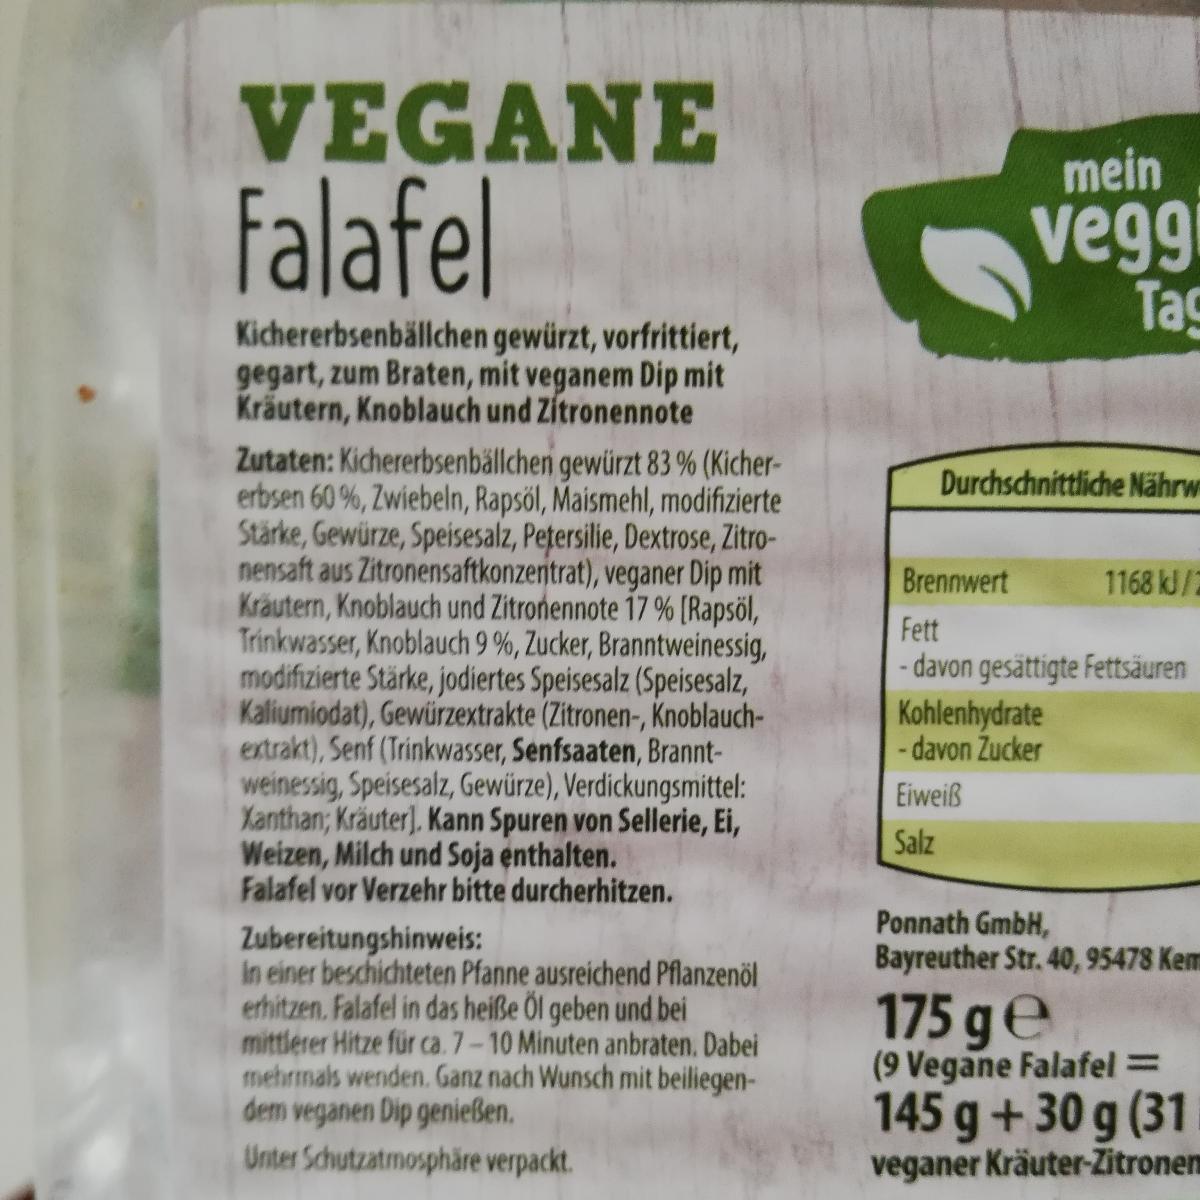 VEGANE
Falafel
Kichererbsenbällchen gewürzt, vorfrittiert,
gegart, zum Braten, mit veganem Dip mit
Kräutern, Knoblauch und Zitronennote
Zutaten: Kichererbsenbällchen gewürzt 83 % (Kicher-
erbsen 60 %, Zwiebeln, Rapsöl, Maismehl, modifizierte
Stärke, Gewürze, Speisesalz, Petersilie, Dextrose, Zitro-
nensaft aus Zitronensaftkonzentrat), veganer Dip mit
Kräutern, Knoblauch und Zitronennote 17 % [Rapsöl,
Trinkwasser, Knoblauch 9 %, Zucker, Branntweinessig,
modifizierte Stärke, jodiertes Speisesalz (Speisesalz,
Kaliumiodat), Gewürzextrakte (Zitronen-, Knoblauch-
extrakt), Senf (Trinkwasser, Senfsaaten, Brannt-
weinessig, Speisesalz, Gewürze), Verdickungsmittel:
Xanthan; Kräuter]. Kann Spuren von Sellerie, Ei,
Weizen, Milch und Soja enthalten.
Falafel vor Verzehr bitte durcherhitzen.
Zubereitungshinweis:
In einer beschichteten Pfanne ausreichend Pflanzenöl
erhitzen. Falafel in das heiße Öl geben und bei
mittlerer Hitze für ca. 7 – 10 Minuten anbraten. Dabei
mehrmals wenden. Ganz nach Wunsch mit beiliegen-
dem veganen Dip genießen.
Unter Schutzatmosphäre verpackt.
mein
veggi
Tag
Durchschnittliche Nährw
Brennwert 1168 kJ /
Fett
- davon gesättigte Fettsäuren
Kohlenhydrate
- davon Zucker
Eiweiß
Salz
Ponnath GmbH,
Bayreuther Str. 40, 95478 Kem
175 g ℮
(9 Vegane Falafel =
145 g + 30 g (31
veganer Kräuter-Zitronen